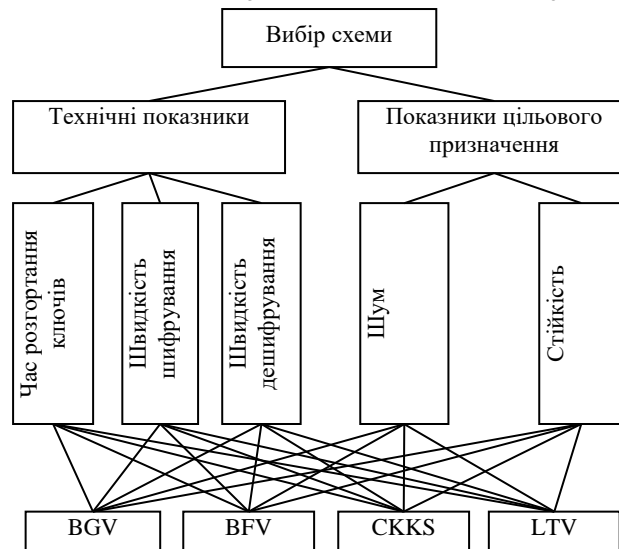 Вибір схеми
Технічні показники
Показники цільового
призначення
Час розгортання
ключів
Швидкість
шифрування
Швидкість
дешифрування
Шум
Стійкість
BGV
BFV
CKKS
LTV